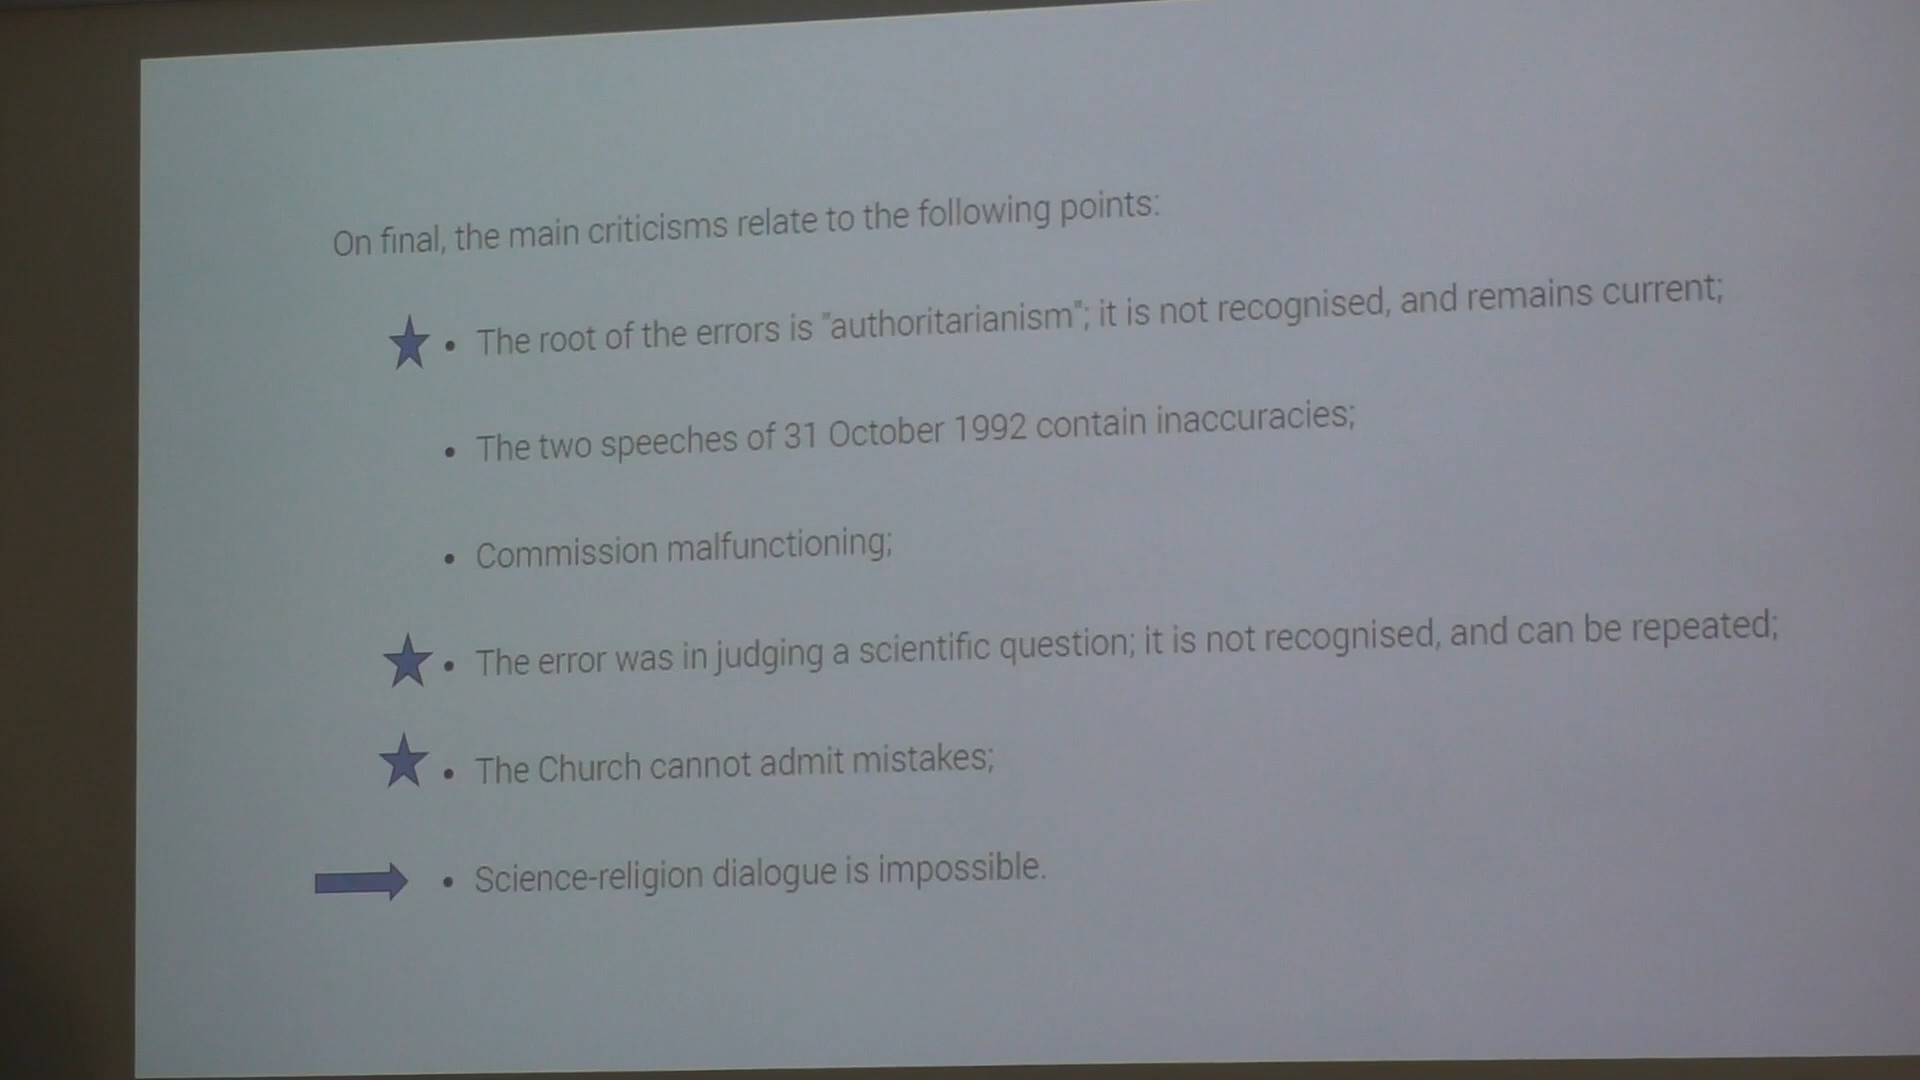 On final, the main criticisms relate to the following points:
• The root of the errors is "authoritarianism"; it is not recognised, and remains current;
• The two speeches of 31 October 1992 contain inaccuracies;
• Commission malfunctioning;
• The error was in judging a scientific question; it is not recognised, and can be repeated;
• The Church cannot admit mistakes;
• Science-religion dialogue is impossible.